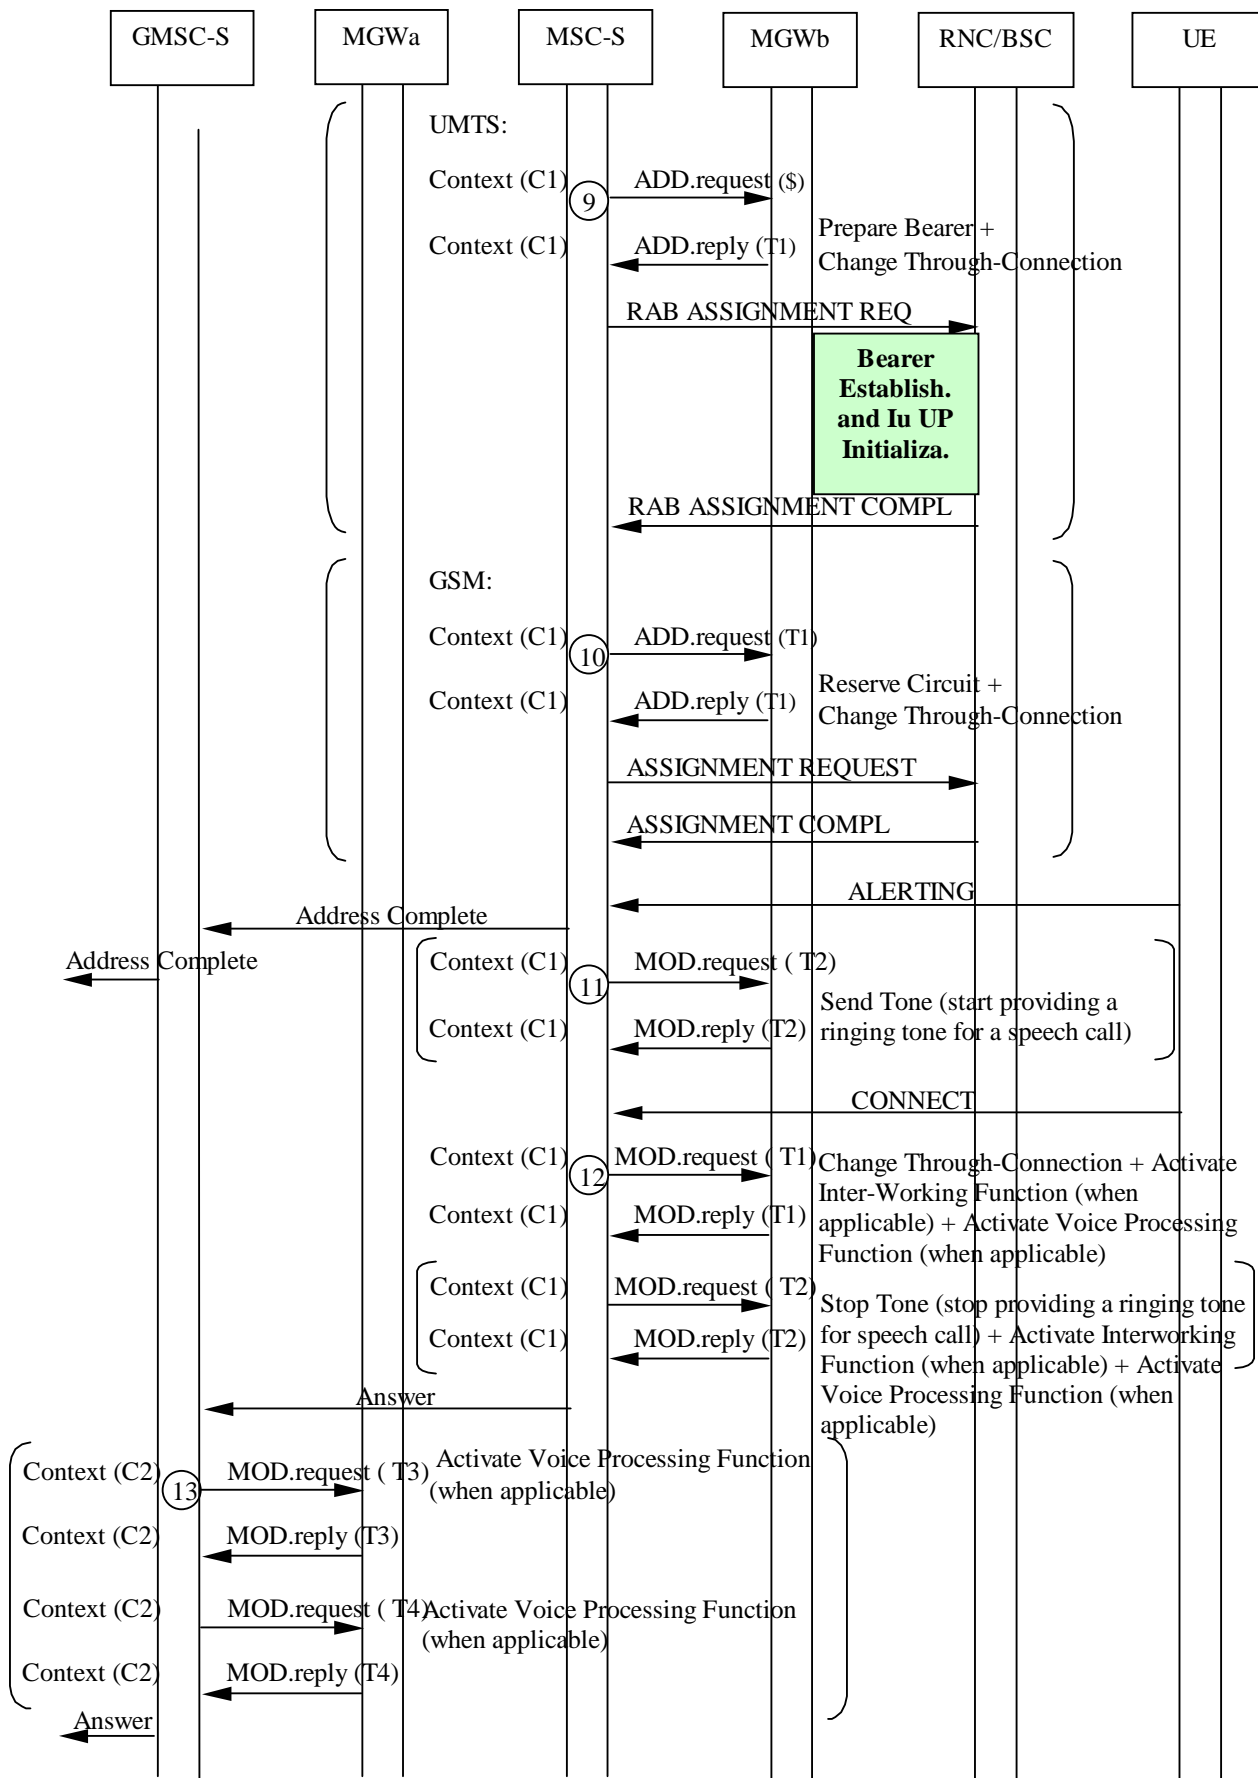 GMSC-S
MGWa
MSC-S
MGWb
RNC/BSC
UE
UMTS:
Context (C1)
9
ADD.request ($)
Context (C1)
ADD.reply (T1)
Prepare Bearer +
Change Through-Connection
RAB ASSIGNMENT REQ
Bearer
Establish.
and Iu UP
Initializa.
RAB ASSIGNMENT COMPL
GSM:
Context (C1)
10
ADD.request (T1)
Context (C1)
ADD.reply (T1)
Reserve Circuit +
Change Through-Connection
ASSIGNMENT REQUEST
ASSIGNMENT COMPL
ALERTING
Address Complete
Address Complete
Context (C1)
11
MOD.request ( T2)
Context (C1)
MOD.reply (T2)
Send Tone (start providing a
ringing tone for a speech call)
CONNECT
Context (C1)
12
MOD.request ( T1)
Context (C1)
MOD.reply (T1)
Change Through-Connection + Activate
Inter-Working Function (when
applicable) + Activate Voice Processing
Function (when applicable)
Context (C1)
MOD.request ( T2)
Context (C1)
MOD.reply (T2)
Stop Tone (stop providing a ringing tone
for speech call) + Activate Interworking
Function (when applicable) + Activate
Voice Processing Function (when
applicable)
Answer
Context (C2)
13
MOD.request ( T3)
Activate Voice Processing Function
(when applicable)
Context (C2)
MOD.reply (T3)
Context (C2)
MOD.request ( T4)
Activate Voice Processing Function
(when applicable)
Context (C2)
MOD.reply (T4)
Answer